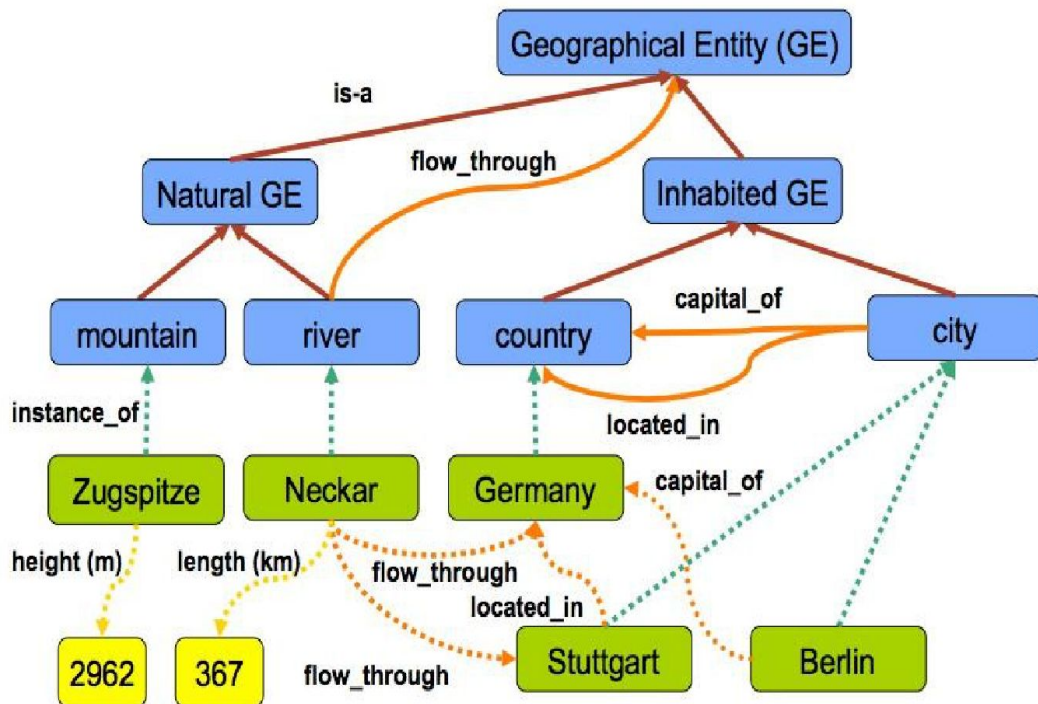 Geographical Entity (GE)
is-a
flow_through
Natural GE
Inhabited GE
capital_of
mountain
river
country
city
instance_of
located_in
Zugspitze
Neckar
Germany
capital_of
height (m)
length (km)
flow_through
located_in
2962
367
flow_through
Stuttgart
Berlin